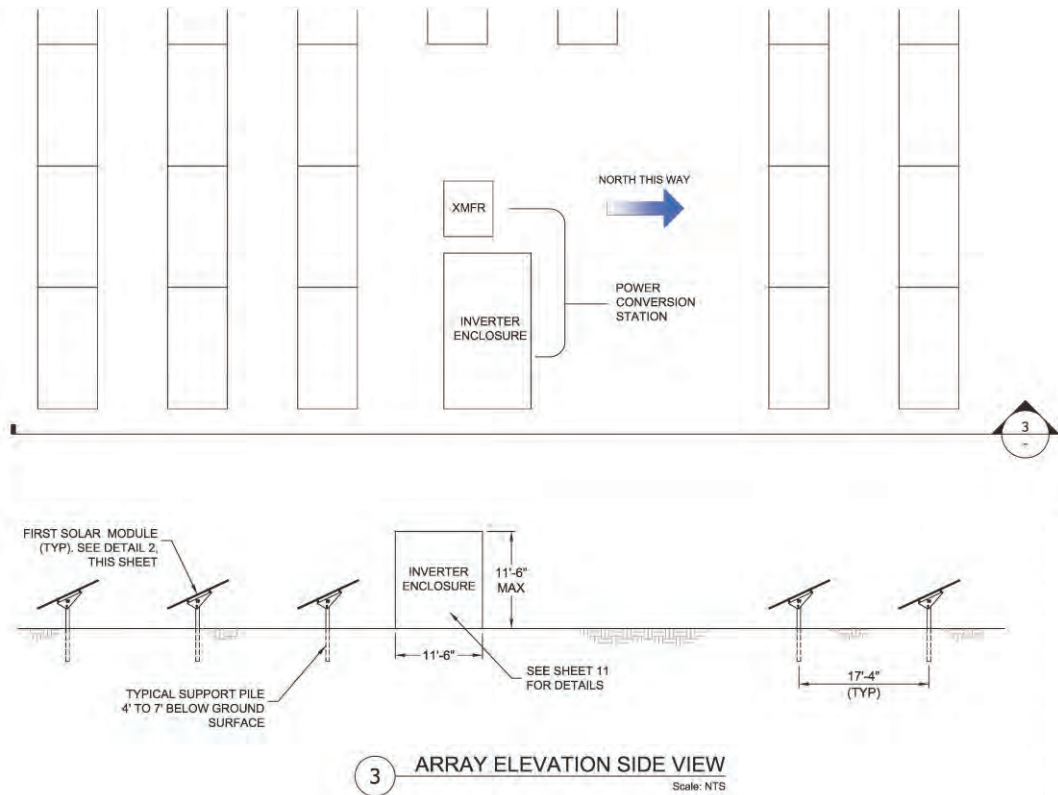 XMFR
NORTH THIS WAY
POWER
CONVERSION
STATION
INVERTER
ENCLOSURE
3
-
FIRST SOLAR MODULE
(TYP). SEE DETAIL 2,
THIS SHEET
INVERTER
ENCLOSURE
11'-6"
MAX
11'-6"
SEE SHEET 11
FOR DETAILS
17'-4"
(TYP)
TYPICAL SUPPORT PILE
4' TO 7' BELOW GROUND
SURFACE
3
ARRAY ELEVATION SIDE VIEW
Scale: NTS